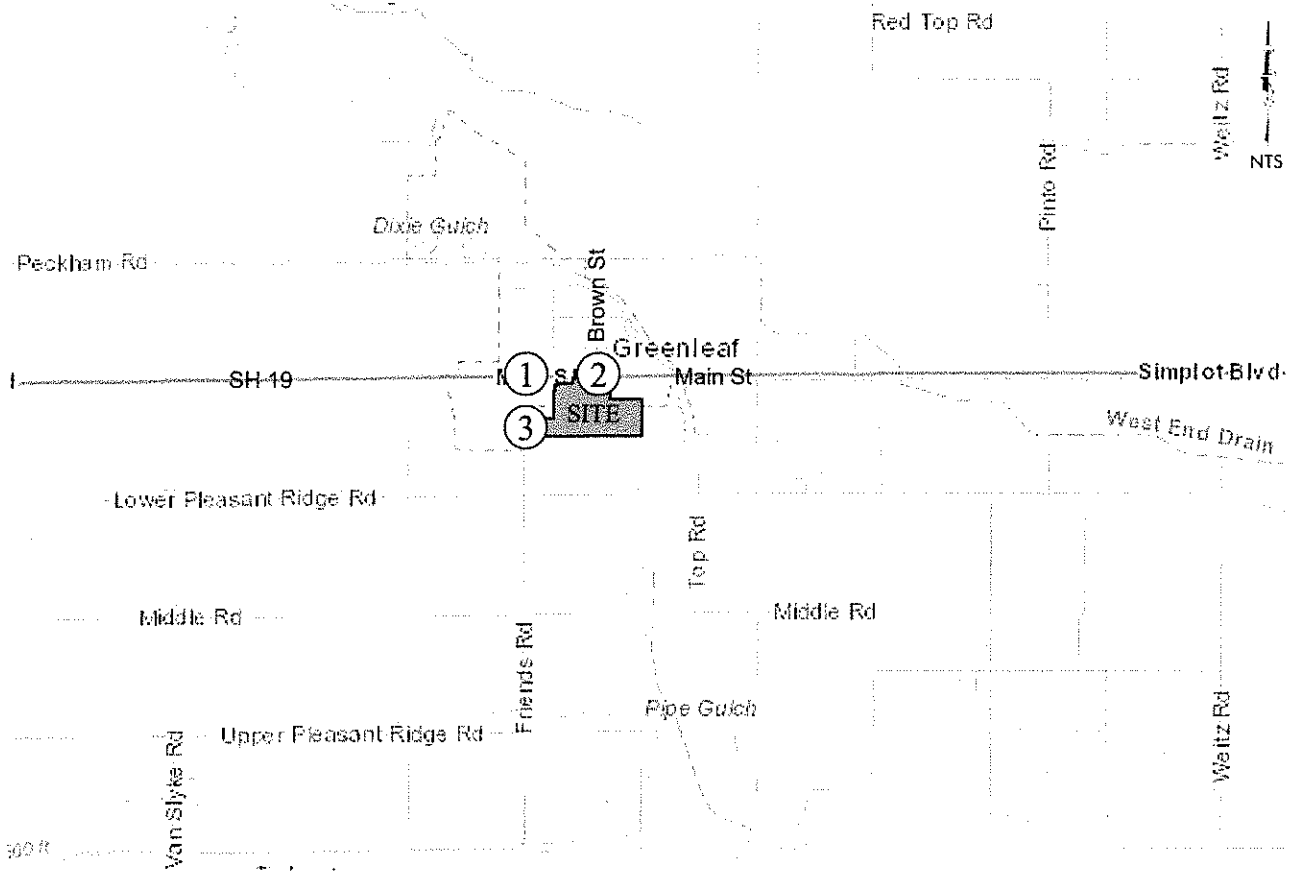 Red Top Rd
Weitz Rd
NTS
Pinto Rd
Dixie Gulch
Peckham Rd
Brown St
Greenleaf
SH-19
1
2
Main St
Simplot Blvd
SITE
3
West End Drain
Lower Pleasant Ridge Rd
Top Rd
Middle Rd
Middle Rd
Friends Rd
Pipe Gulch
Upper Pleasant Ridge Rd
Van Slyke Rd
Weitz Rd